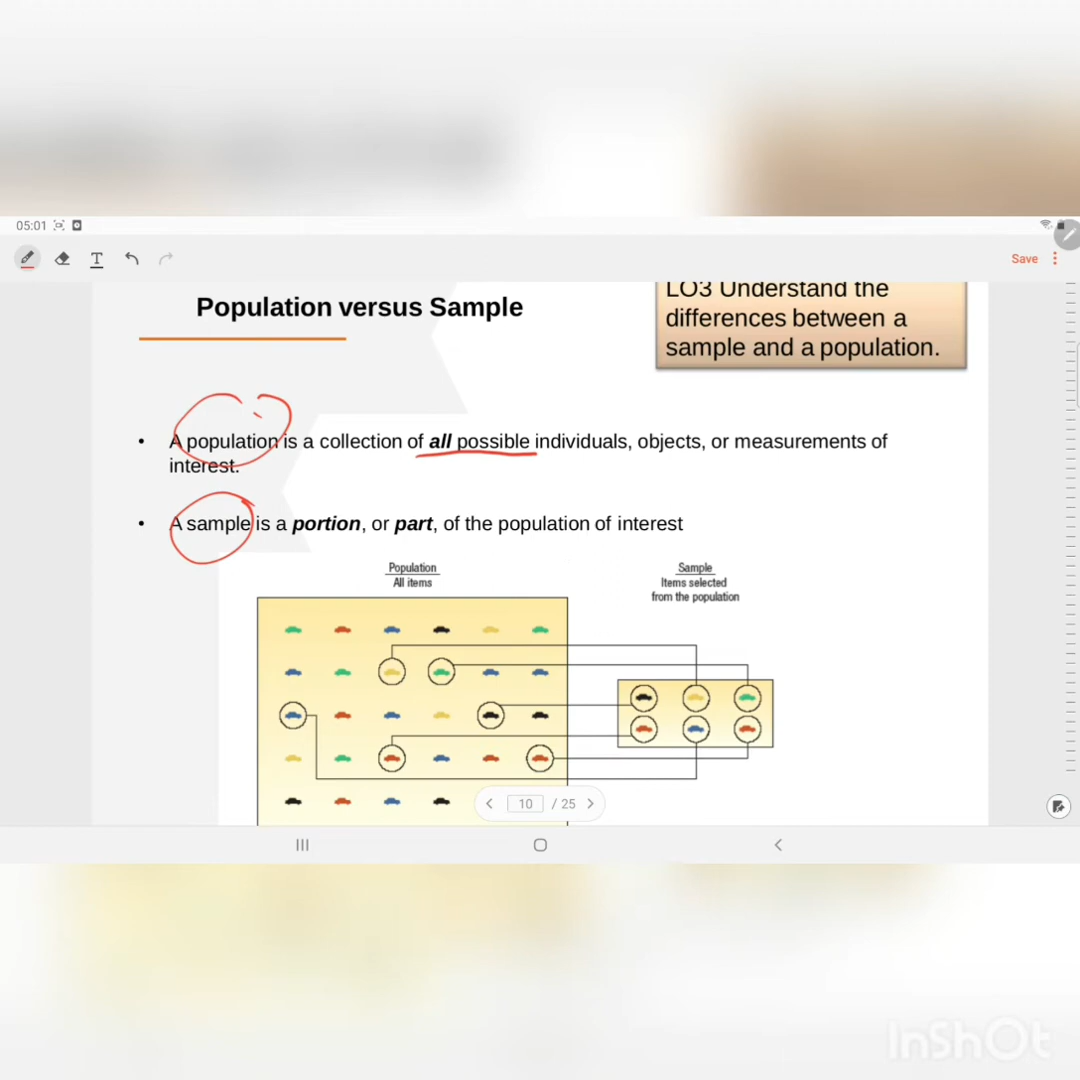 05:01
T
Save
Population versus Sample
LO3 Understand the
differences between a
sample and a population.
• A population is a collection of all possible individuals, objects, or measurements of
interest.
• A sample is a portion, or part, of the population of interest
Population
All items
Sample
Items selected
from the population
10 / 25
InShOt